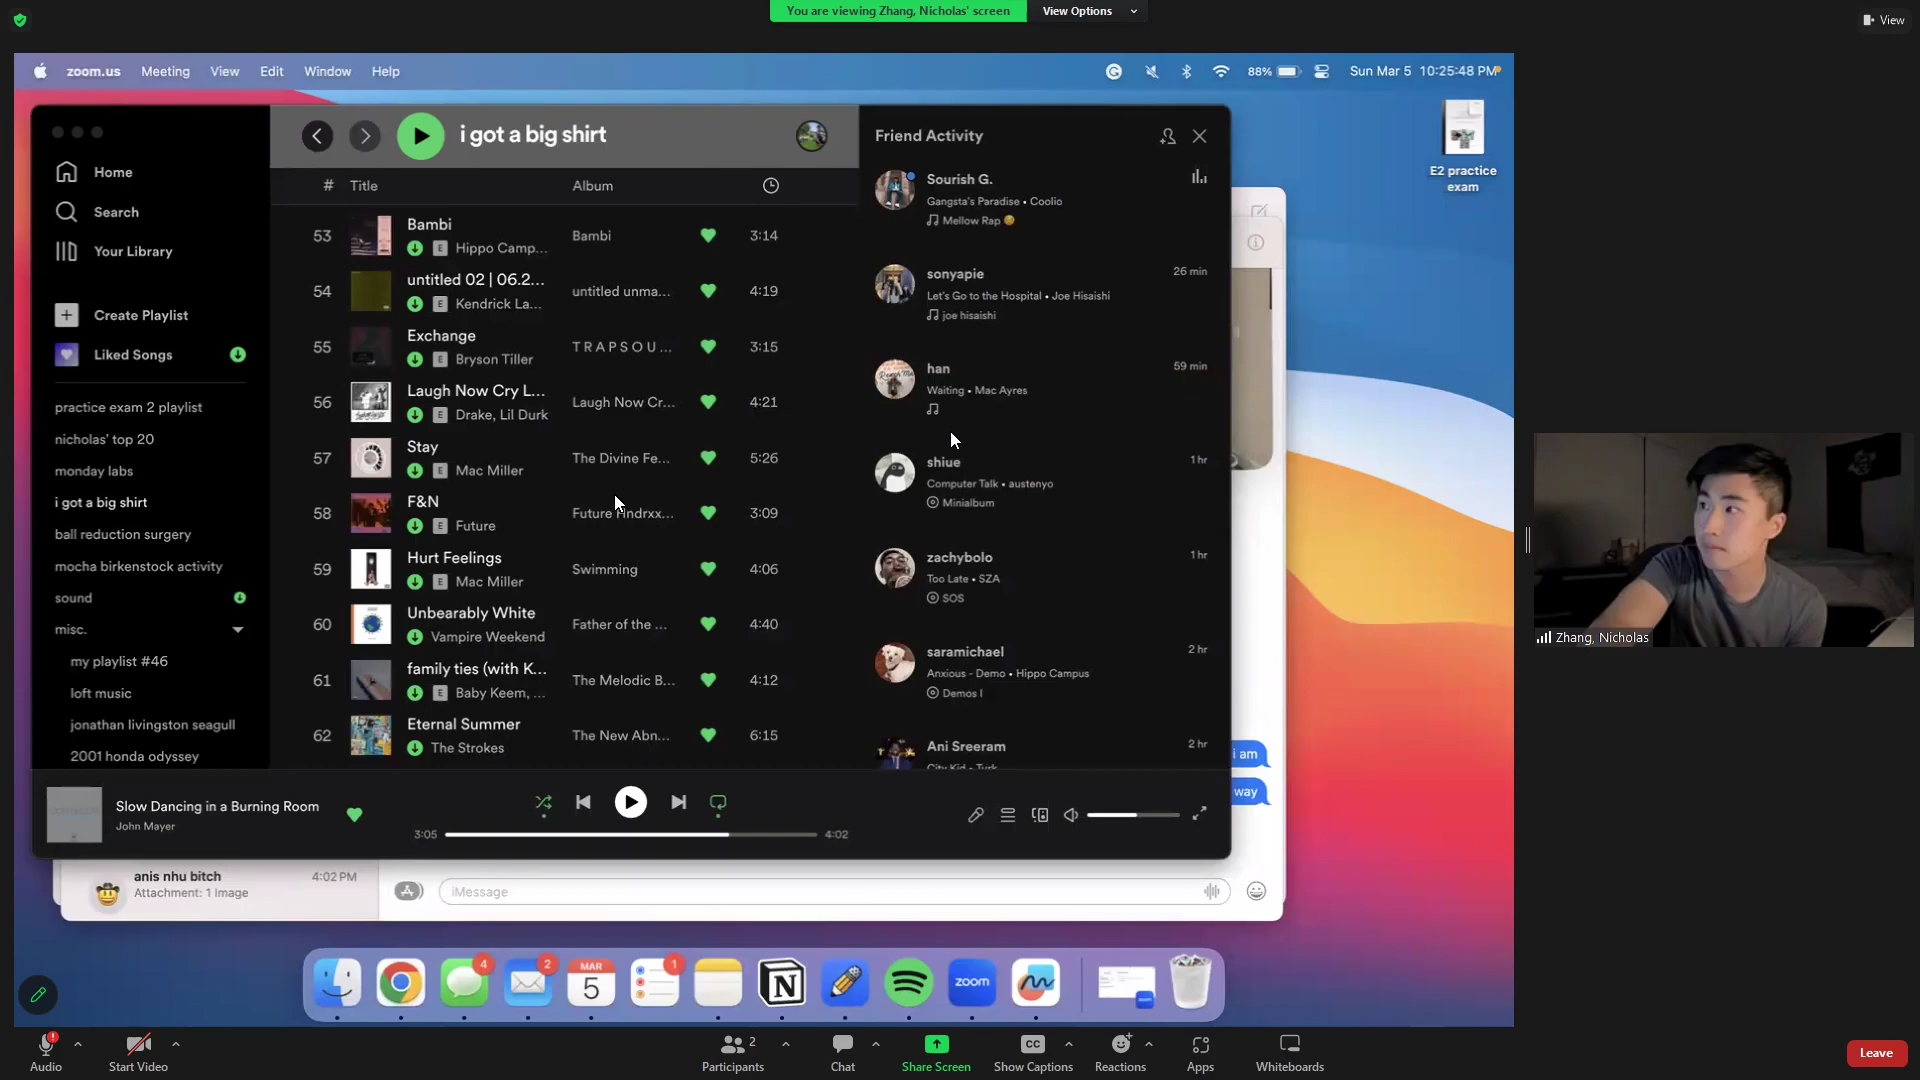 You are viewing Zhang, Nicholas' screen
View Options
View
zoom.us Meeting View Edit Window Help
88% Sun Mar 5 10:25:48 PM
E2 practice
exam
Home
Search
Your Library
Create Playlist
Liked Songs
practice exam 2 playlist
nicholas' top 20
monday labs
i got a big shirt
ball reduction surgery
mocha birkenstock activity
sound
misc.
my playlist #46
loft music
jonathan livingston seagull
2001 honda odyssey
i got a big shirt
# Title Album
53 Bambi Bambi 3:14
E Hippo Camp...
54 untitled 02 | 06.2... untitled unma... 4:19
E Kendrick La...
55 Exchange T R A P S O U ... 3:15
E Bryson Tiller
56 Laugh Now Cry L... Laugh Now Cr... 4:21
E Drake, Lil Durk
57 Stay The Divine Fe... 5:26
E Mac Miller
58 F&N Future Hndrxx... 3:09
E Future
59 Hurt Feelings Swimming 4:06
E Mac Miller
60 Unbearably White Father of the ... 4:40
Vampire Weekend
61 family ties (with K... The Melodic B... 4:12
E Baby Keem, ...
62 Eternal Summer The New Abn... 6:15
The Strokes
Friend Activity
Sourish G.
Gangsta's Paradise • Coolio
Mellow Rap
sonyapie 26 min
Let's Go to the Hospital • Joe Hisaishi
joe hisaishi
han 59 min
Waiting • Mac Ayres
shiue 1 hr
Computer Talk • austenyo
Minialbum
zachybolo 1 hr
Too Late • SZA
SOS
saramichael 2 hr
Anxious - Demo • Hippo Campus
Demos I
Ani Sreeram 2 hr
City Kid • Turk
i am
way
Slow Dancing in a Burning Room
John Mayer
3:05 4:02
anis nhu bitch 4:02 PM
Attachment: 1 Image
iMessage
4
2
MAR
5
1
zoom
Zhang, Nicholas
Audio
Start Video
2
Participants
Chat
Share Screen
CC
Show Captions
Reactions
Apps
Whiteboards
Leave